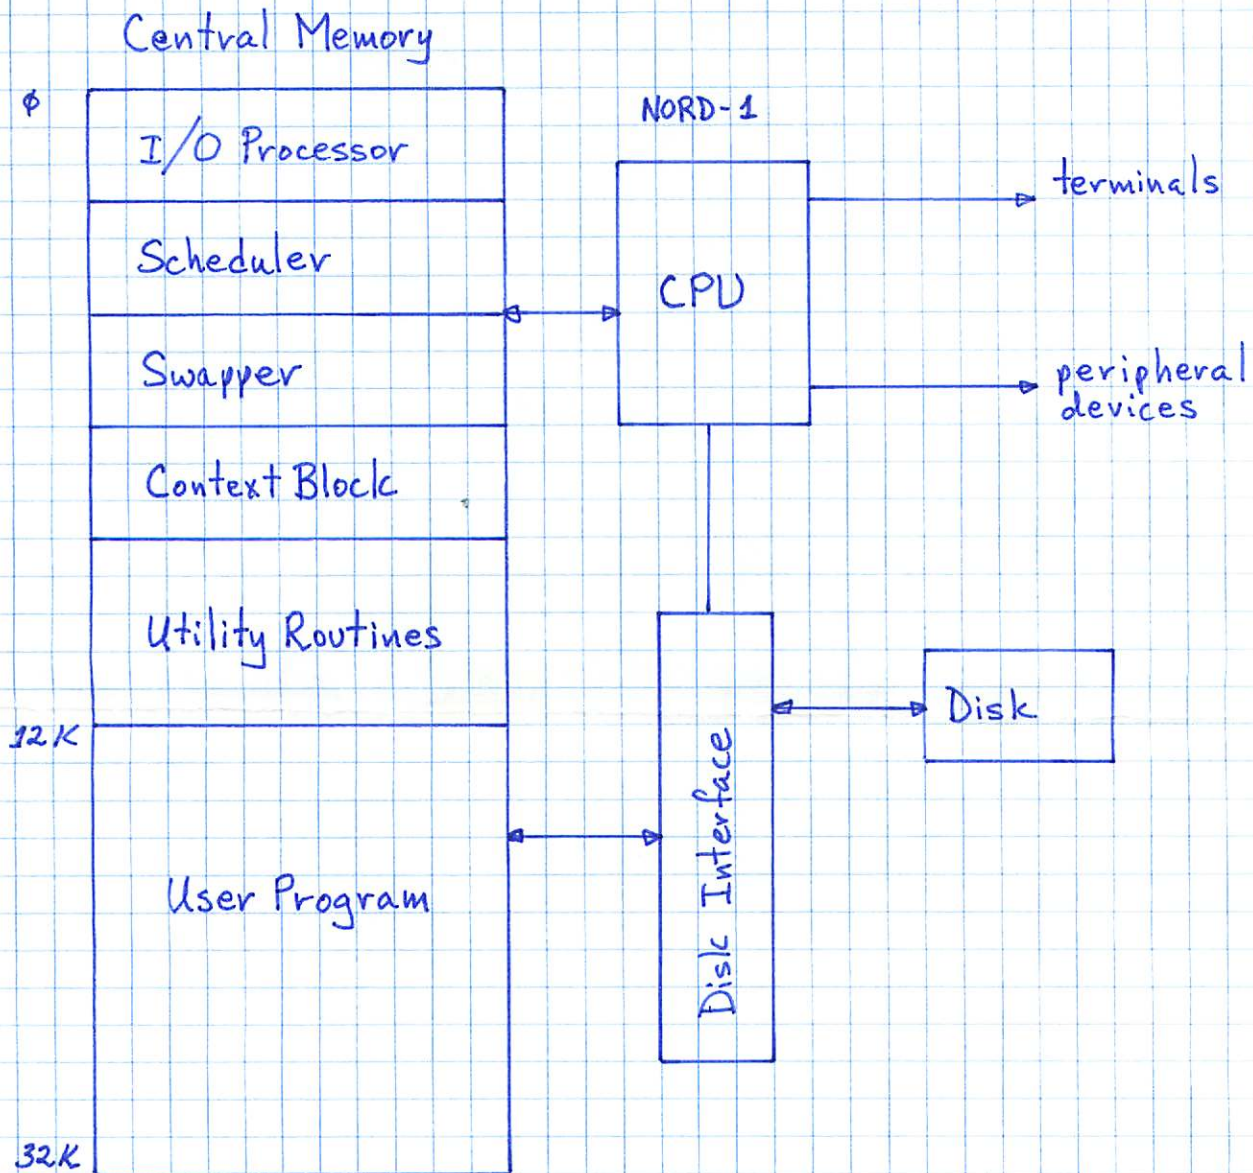 Central Memory
φ
I/O Processor
Scheduler
Swapper
Context Block
Utility Routines
12K
User Program
32K
NORD-1
CPU
terminals
peripheral
devices
Disk Interface
Disk